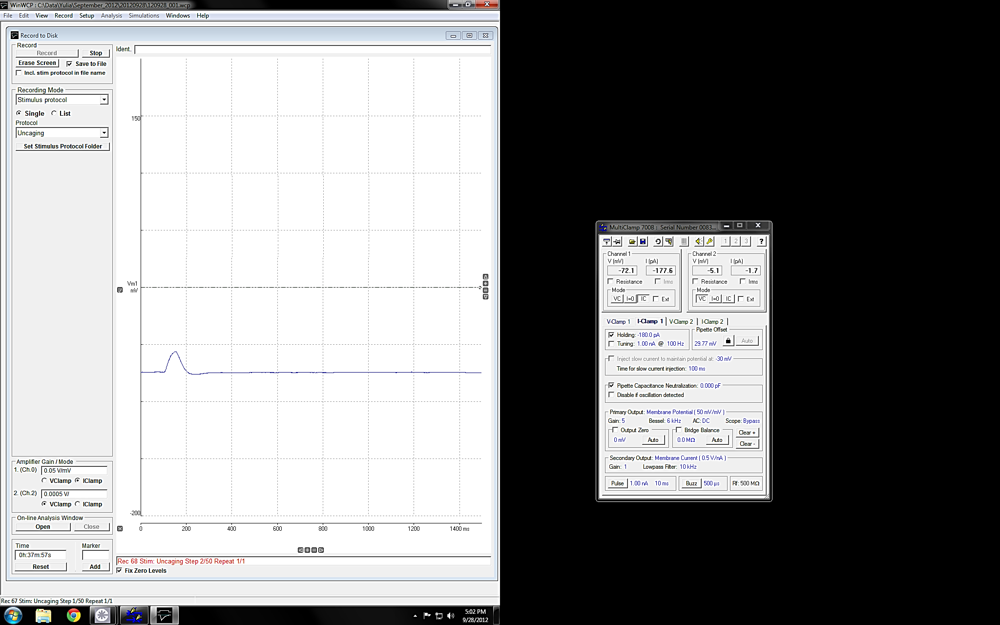 WinWCP : C:\Data\Yulia\September_2012\20120928\120928_001.wcp
File Edit View Record Setup Analysis Simulations Windows Help
Record to Disk
Record
Record Stop
Erase Screen Save to File
Incl. stim protocol in file name
Recording Mode
Stimulus protocol
Single List
Protocol
Uncaging
Set Stimulus Protocol Folder
Amplifier Gain / Mode
1. (Ch.0) 0.05 V/mV
VClamp IClamp
2. (Ch.2) 0.0005 V/
VClamp IClamp
On-line Analysis Window
Open Close
Time Marker
0h:37m:57s
Reset Add
Ident.
150
Vm1
mV
z
-200
0 200 400 600 800 1000 1200 1400 ms
Rec 68 Stim: Uncaging Step 2/50 Repeat 1/1
Fix Zero Levels
Rec 67 Stim: Uncaging Step 1/50 Repeat 1/1
5:02 PM
9/28/2012
MultiClamp 700B : Serial Number 0083...
1 2 3 ?
Channel 1
V (mV) I (pA)
-72.1 -177.6
Resistance Irms
Mode
VC I=0 IC Ext
Channel 2
V (mV) I (pA)
-5.1 -1.7
Resistance Irms
Mode
VC I=0 IC Ext
V-Clamp 1 I-Clamp 1 V-Clamp 2 I-Clamp 2
Holding: -180.0 pA
Tuning: 1.00 nA @ 100 Hz
Pipette Offset
29.77 mV Auto
Inject slow current to maintain potential at: -30 mV
Time for slow current injection: 100 ms
Pipette Capacitance Neutralization: 0.000 pF
Disable if oscillation detected
Primary Output: Membrane Potential ( 50 mV/mV )
Gain: 5 Bessel: 6 kHz AC: DC Scope: Bypass
Output Zero
0 mV Auto
Bridge Balance
0.0 MΩ Auto
Clear +
Clear -
Secondary Output: Membrane Current ( 0.5 V/nA )
Gain: 1 Lowpass Filter: 10 kHz
Pulse 1.00 nA 10 ms Buzz 500 µs Rf: 500 MΩ